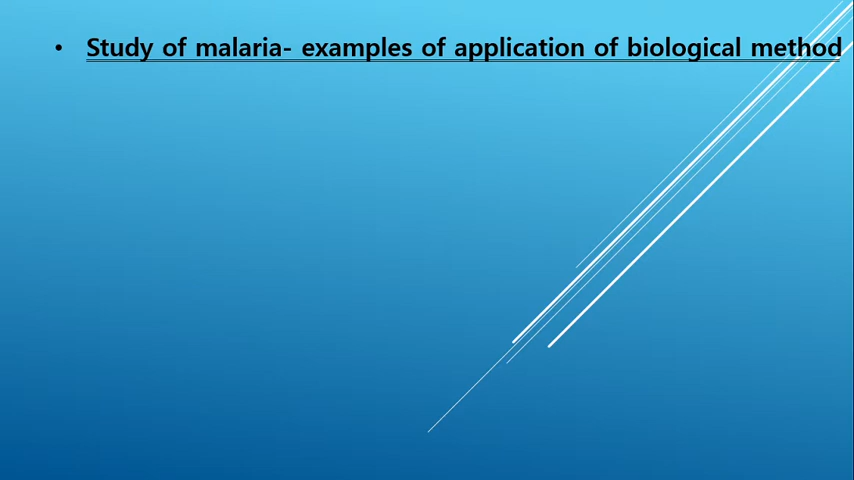 • Study of malaria- examples of application of biological method